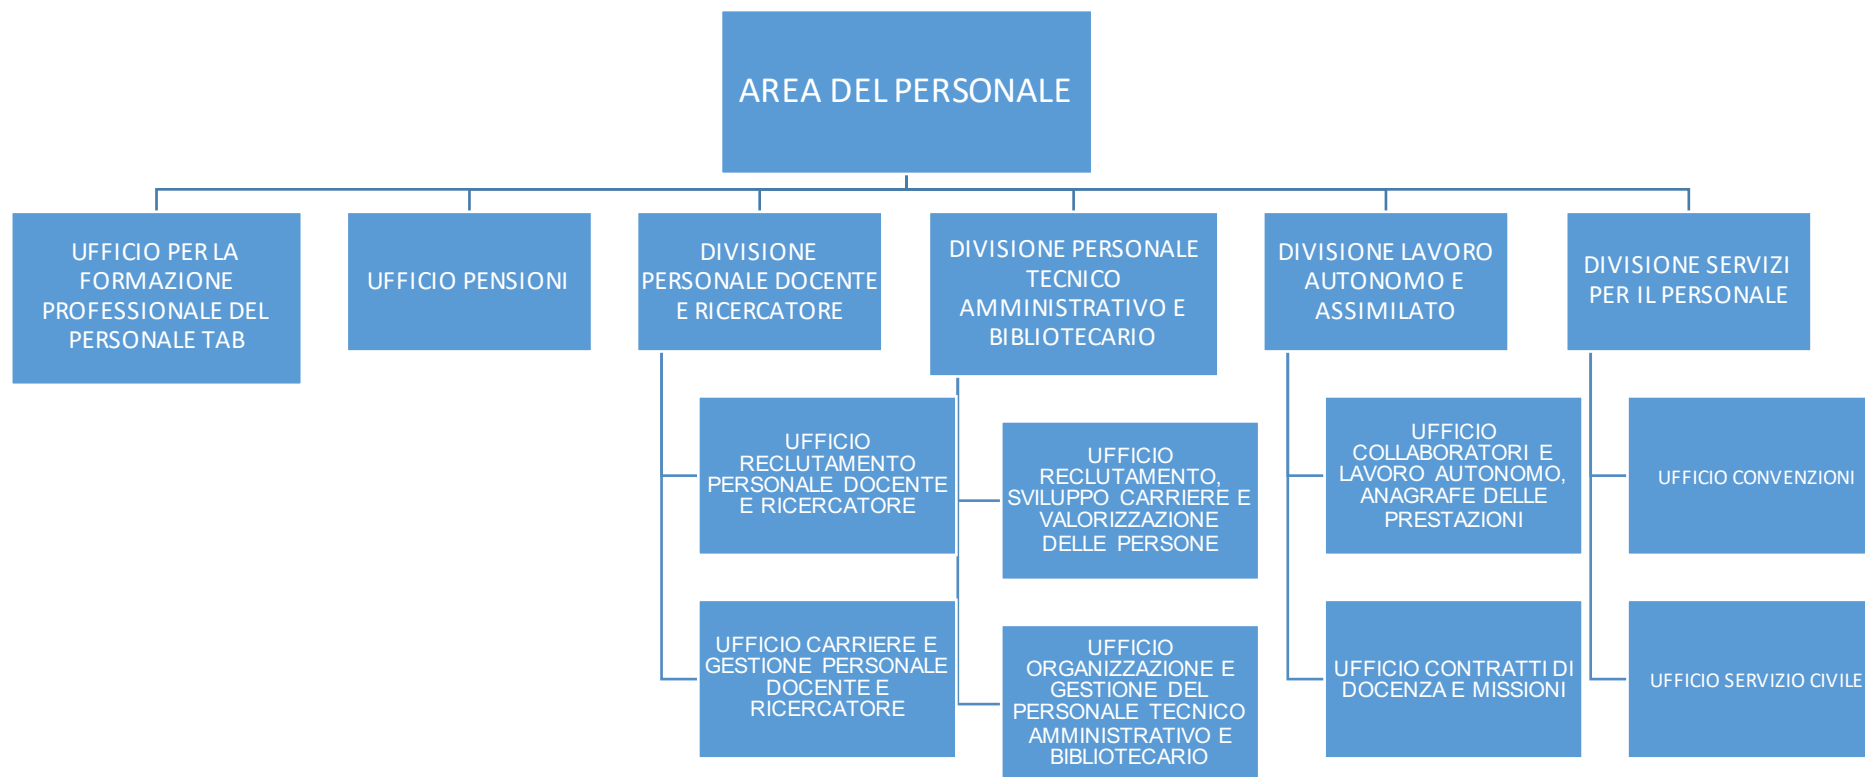 AREA DEL PERSONALE
UFFICIO PER LA
FORMAZIONE
PROFESSIONALE DEL
PERSONALE TAB
UFFICIO PENSIONI
DIVISIONE
PERSONALE DOCENTE
E RICERCATORE
DIVISIONE PERSONALE
TECNICO
AMMINISTRATIVO E
BIBLIOTECARIO
DIVISIONE LAVORO
AUTONOMO E
ASSIMILATO
DIVISIONE SERVIZI
PER IL PERSONALE
UFFICIO
RECLUTAMENTO
PERSONALE DOCENTE
E RICERCATORE
UFFICIO CARRIERE E
GESTIONE PERSONALE
DOCENTE E
RICERCATORE
UFFICIO
RECLUTAMENTO,
SVILUPPO CARRIERE E
VALORIZZAZIONE
DELLE PERSONE
UFFICIO
ORGANIZZAZIONE E
GESTIONE DEL
PERSONALE TECNICO
AMMINISTRATIVO E
BIBLIOTECARIO
UFFICIO
COLLABORATORI E
LAVORO AUTONOMO,
ANAGRAFE DELLE
PRESTAZIONI
UFFICIO CONTRATTI DI
DOCENZA E MISSIONI
UFFICIO CONVENZIONI
UFFICIO SERVIZIO CIVILE